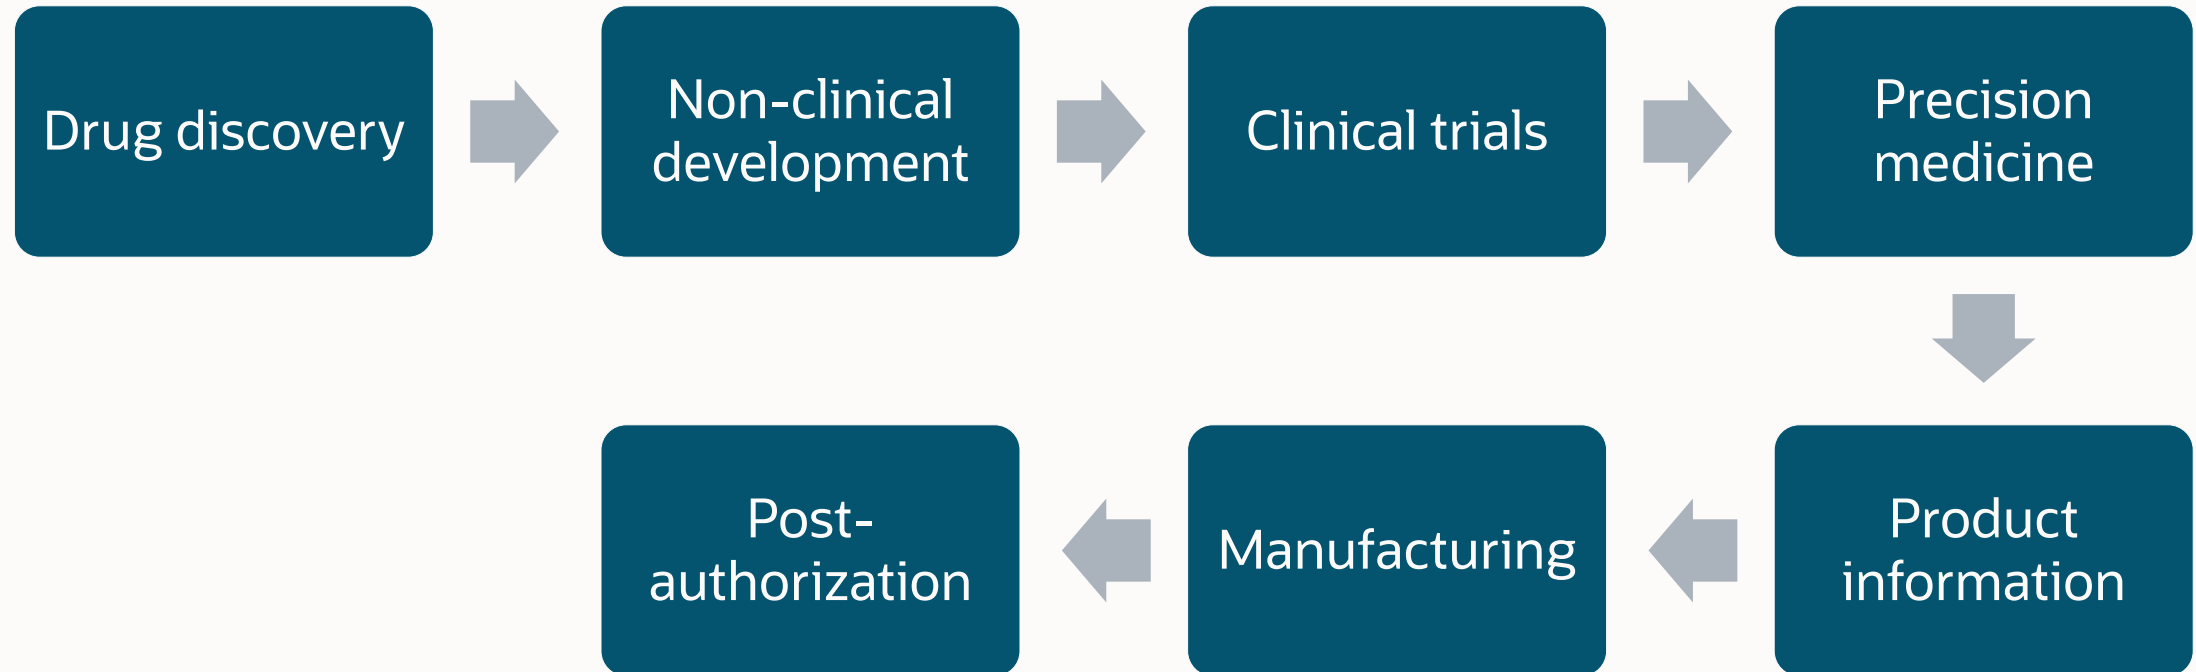 Drug discovery
Non-clinical
development
Clinical trials
Precision
medicine
Product
information
Manufacturing
Post-
authorization